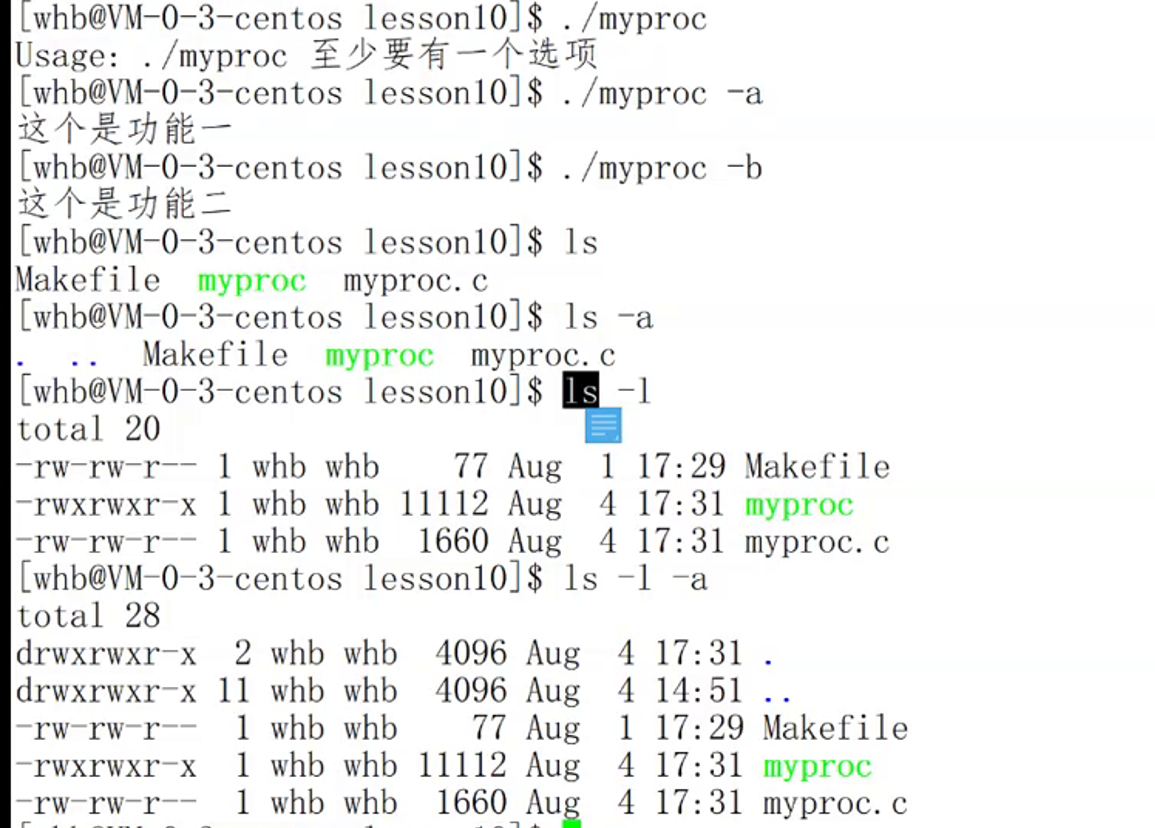 [whb@VM-0-3-centos lesson10]$ ./myproc
Usage: ./myproc 至少要有一个选项
[whb@VM-0-3-centos lesson10]$ ./myproc -a
这个是功能一
[whb@VM-0-3-centos lesson10]$ ./myproc -b
这个是功能二
[whb@VM-0-3-centos lesson10]$ ls
Makefile  myproc  myproc.c
[whb@VM-0-3-centos lesson10]$ ls -a
.  ..  Makefile  myproc  myproc.c
[whb@VM-0-3-centos lesson10]$ ls -l
total 20
-rw-rw-r-- 1 whb whb    77 Aug  1 17:29 Makefile
-rwxrwxr-x 1 whb whb 11112 Aug  4 17:31 myproc
-rw-rw-r-- 1 whb whb  1660 Aug  4 17:31 myproc.c
[whb@VM-0-3-centos lesson10]$ ls -l -a
total 28
drwxrwxr-x  2 whb whb  4096 Aug  4 17:31 .
drwxrwxr-x 11 whb whb  4096 Aug  4 14:51 ..
-rw-rw-r--  1 whb whb    77 Aug  1 17:29 Makefile
-rwxrwxr-x  1 whb whb 11112 Aug  4 17:31 myproc
-rw-rw-r--  1 whb whb  1660 Aug  4 17:31 myproc.c